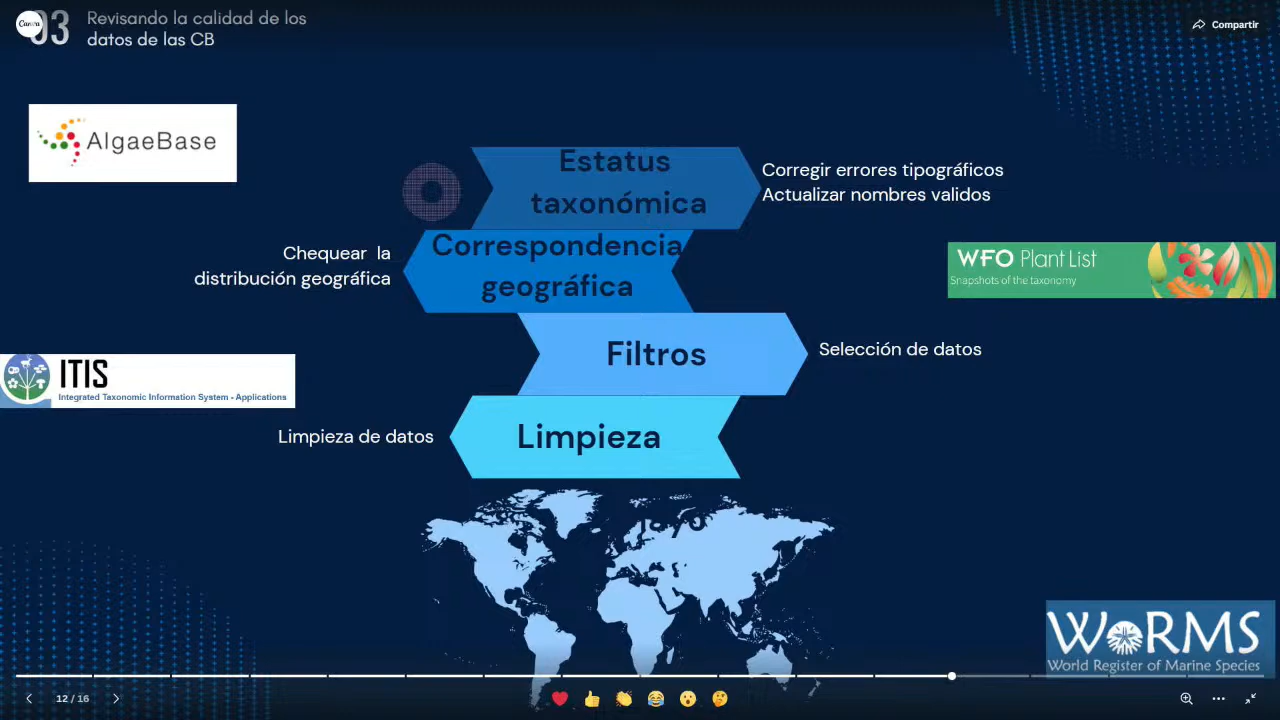 Canva
03
Revisando la calidad de los
datos de las CB
Compartir
AlgaeBase
Estatus
taxonómica
Corregir errores tipográficos
Actualizar nombres validos
Chequear la
distribución geográfica
Correspondencia
geográfica
WFO Plant List
Snapshots of the taxonomy
Filtros
Selección de datos
ITIS
Integrated Taxonomic Information System - Applications
Limpieza de datos
Limpieza
WoRMS
World Register of Marine Species
12 / 16